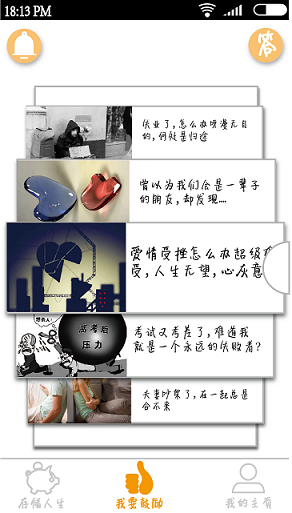 18:13 PM
答
失业了,怎么办呀漫无目
的,何处是归途
曾以为我们会是一辈子
的朋友,却发现....
爱情受挫怎么办超级难
受,人生无望,心灰意
高考后
压力
考试又考差了,难道我
就是一个永远的失败者?
夫妻吵架了,在一起总是
合不来
存储人生
我要鼓励
我的主页